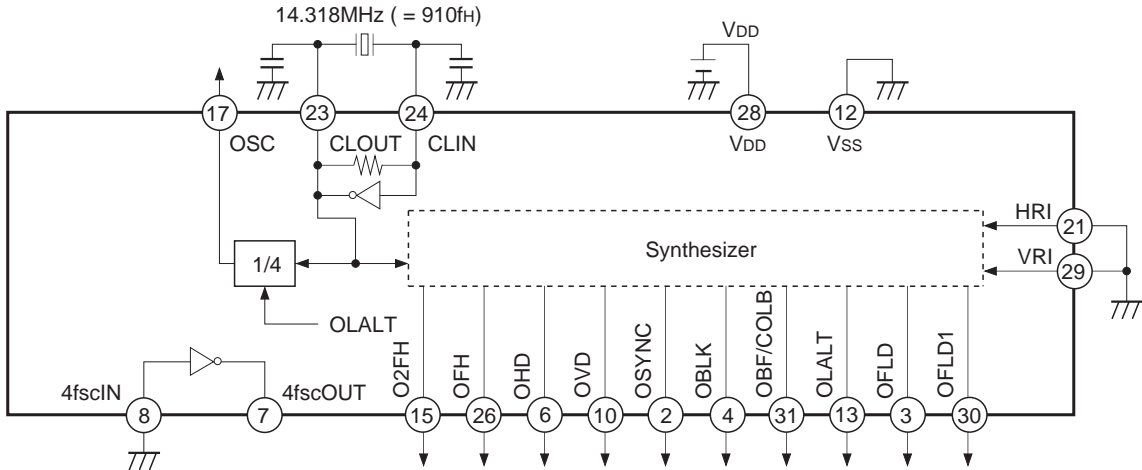 14.318MHz ( = 910fH)
VDD
17
23
24
28
12
OSC
CLOUT
CLIN
VDD
VSS
HRI
21
Synthesizer
VRI
29
1/4
OLALT
O2FH
OFH
OHD
OVD
OSYNC
OBLK
OBF/COLB
OLALT
OFLD
OFLD1
4fscIN
4fscOUT
8
7
15
26
6
10
2
4
31
13
3
30